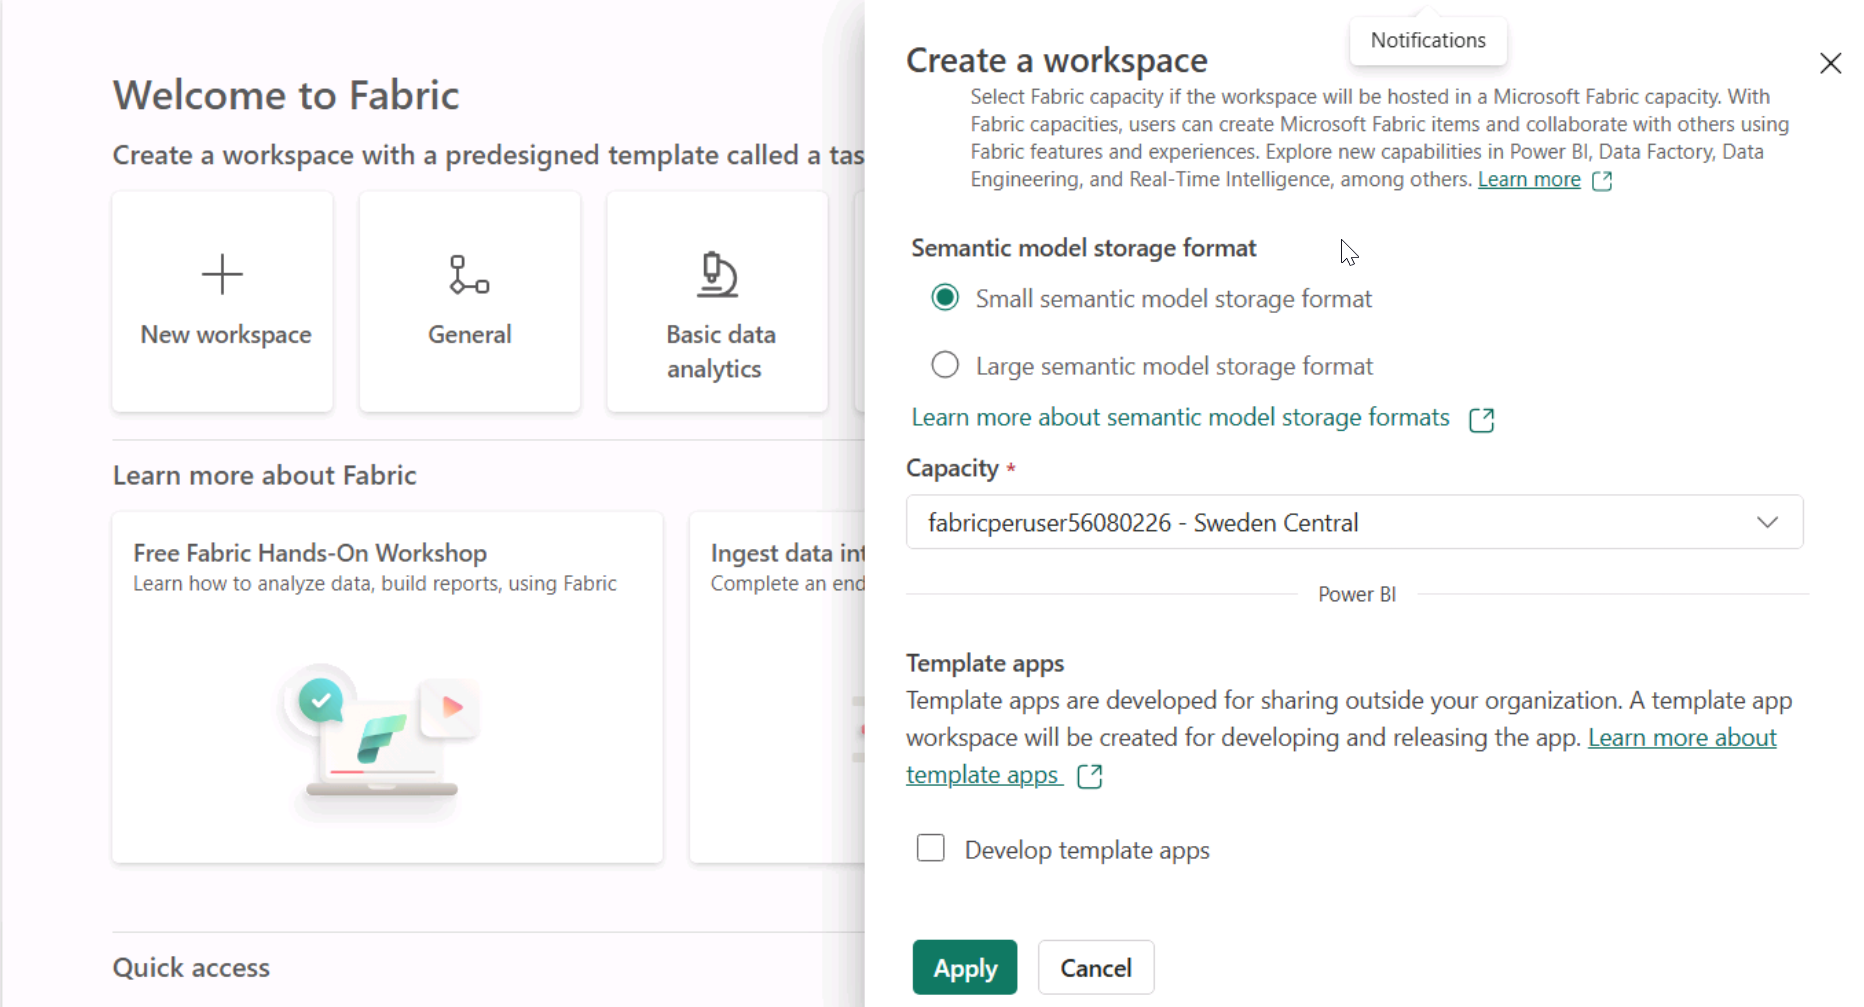 Welcome to Fabric
Create a workspace with a predesigned template called a tas
New workspace
General
Basic data
analytics
Learn more about Fabric
Free Fabric Hands-On Workshop
Learn how to analyze data, build reports, using Fabric
Ingest data int
Complete an end
Quick access
Notifications
Create a workspace
Select Fabric capacity if the workspace will be hosted in a Microsoft Fabric capacity. With
Fabric capacities, users can create Microsoft Fabric items and collaborate with others using
Fabric features and experiences. Explore new capabilities in Power BI, Data Factory, Data
Engineering, and Real-Time Intelligence, among others. Learn more
Semantic model storage format
Small semantic model storage format
Large semantic model storage format
Learn more about semantic model storage formats
Capacity *
fabricperuser56080226 - Sweden Central
Power BI
Template apps
Template apps are developed for sharing outside your organization. A template app
workspace will be created for developing and releasing the app. Learn more about
template apps
Develop template apps
Apply
Cancel